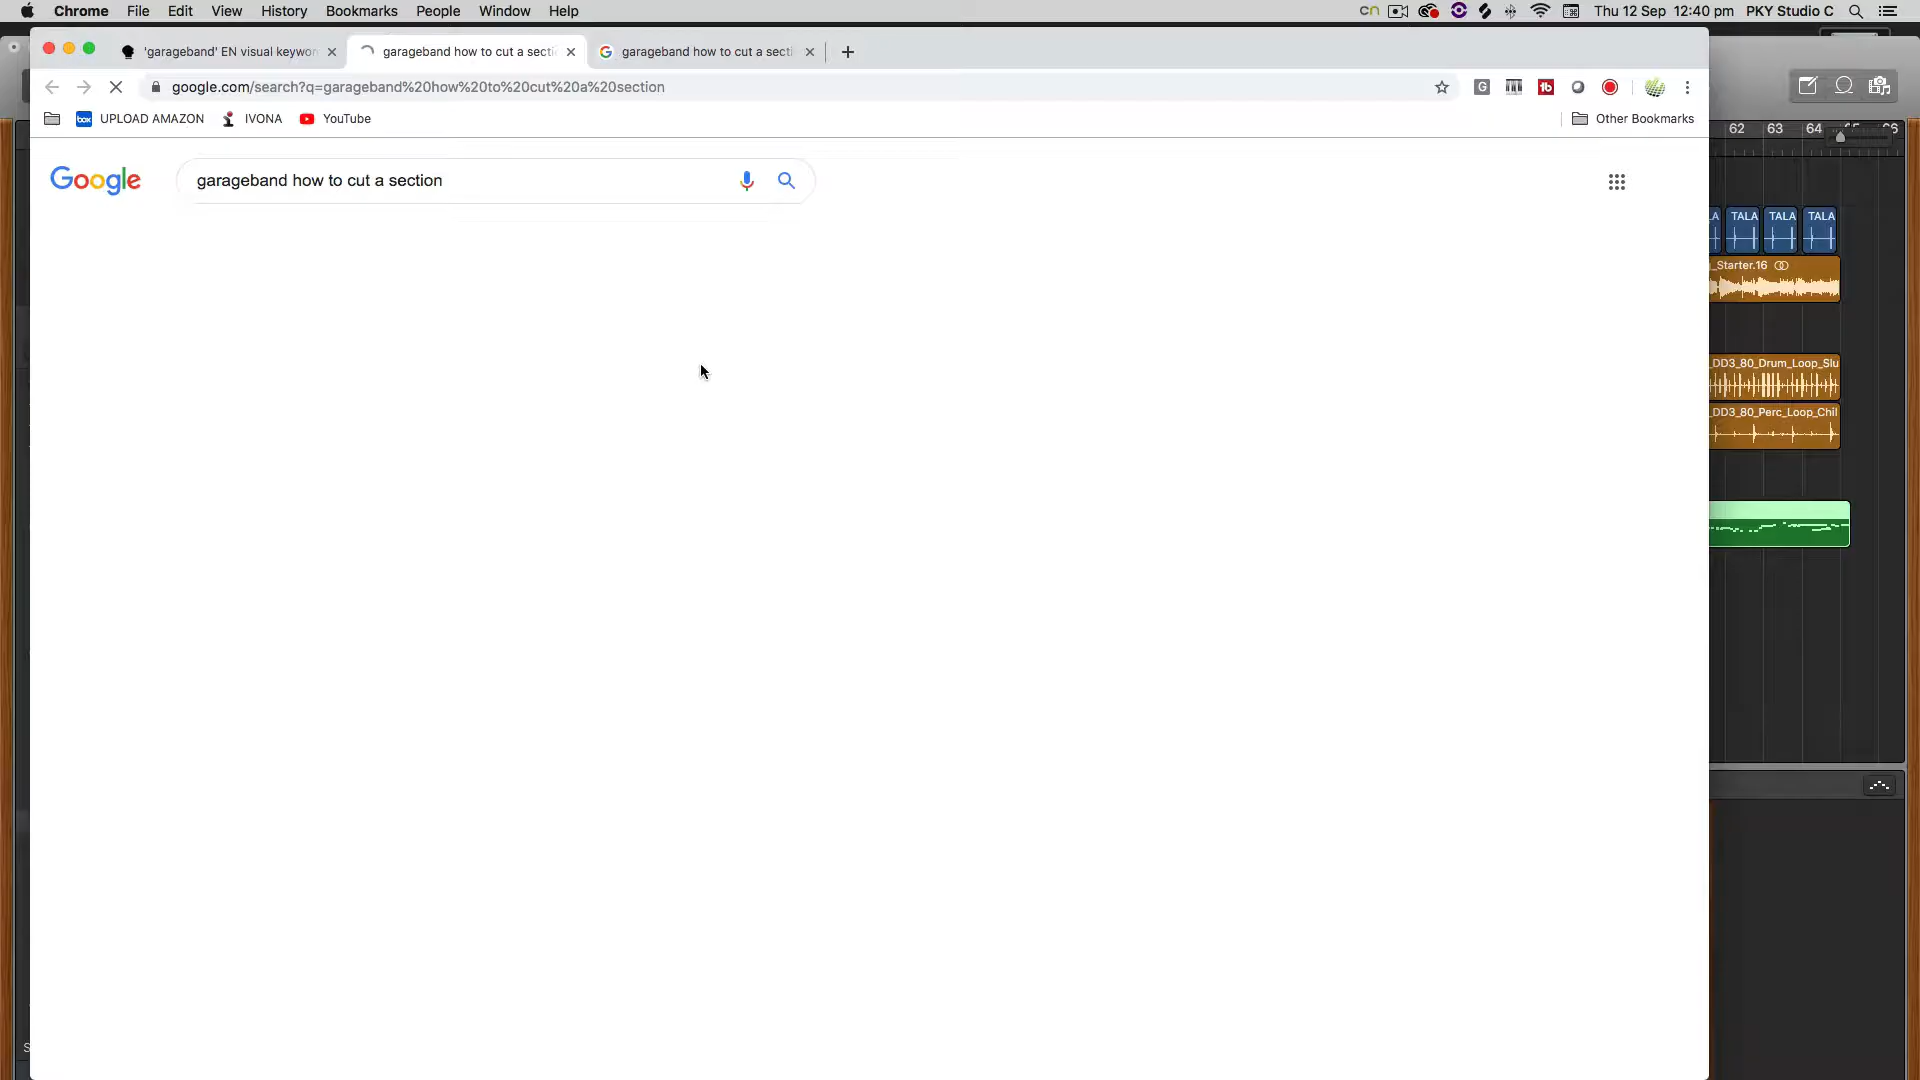 Chrome File Edit View History Bookmarks People Window Help
Thu 12 Sep 12:40 pm PKY Studio C
'garageband' EN visual keywor
garageband how to cut a secti
garageband how to cut a secti
google.com/search?q=garageband%20how%20to%20cut%20a%20section
UPLOAD AMAZON IVONA YouTube Other Bookmarks
Google garageband how to cut a section
62 63 64 65 66
TALA TALA TALA
_Starter.16
_DD3_80_Drum_Loop_Slu
_DD3_80_Perc_Loop_Chil